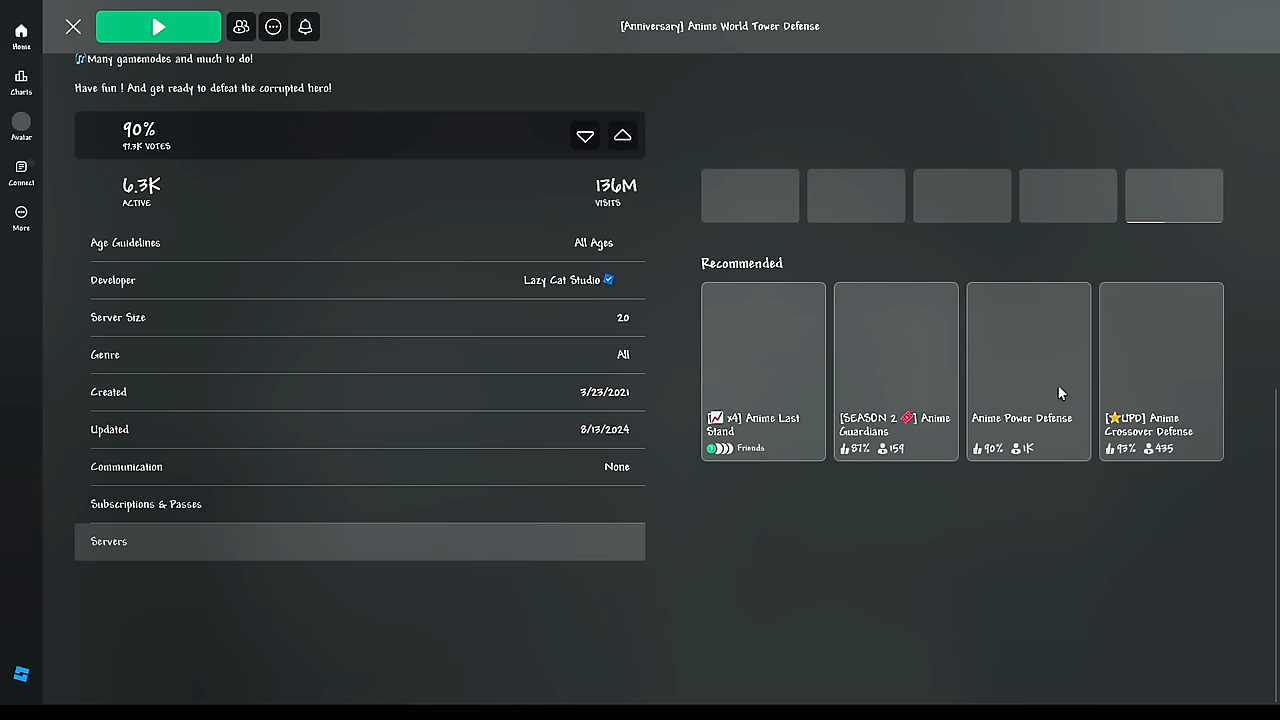 [Anniversary] Anime World Tower Defense
Home
Charts
Avatar
Connect
More
🎵Many gamemodes and much to do!
Have fun ! And get ready to defeat the corrupted hero!
90%
97.3K VOTES
6.3K
ACTIVE
136M
VISITS
Age Guidelines All Ages
Developer Lazy Cat Studio
Server Size 20
Genre All
Created 3/23/2021
Updated 8/13/2024
Communication None
Subscriptions & Passes
Servers
Recommended
[📈 x4] Anime Last
Stand
Friends
[SEASON 2 🎟️] Anime
Guardians
87% 159
Anime Power Defense
90% 1K
[⭐UPD] Anime
Crossover Defense
93% 435